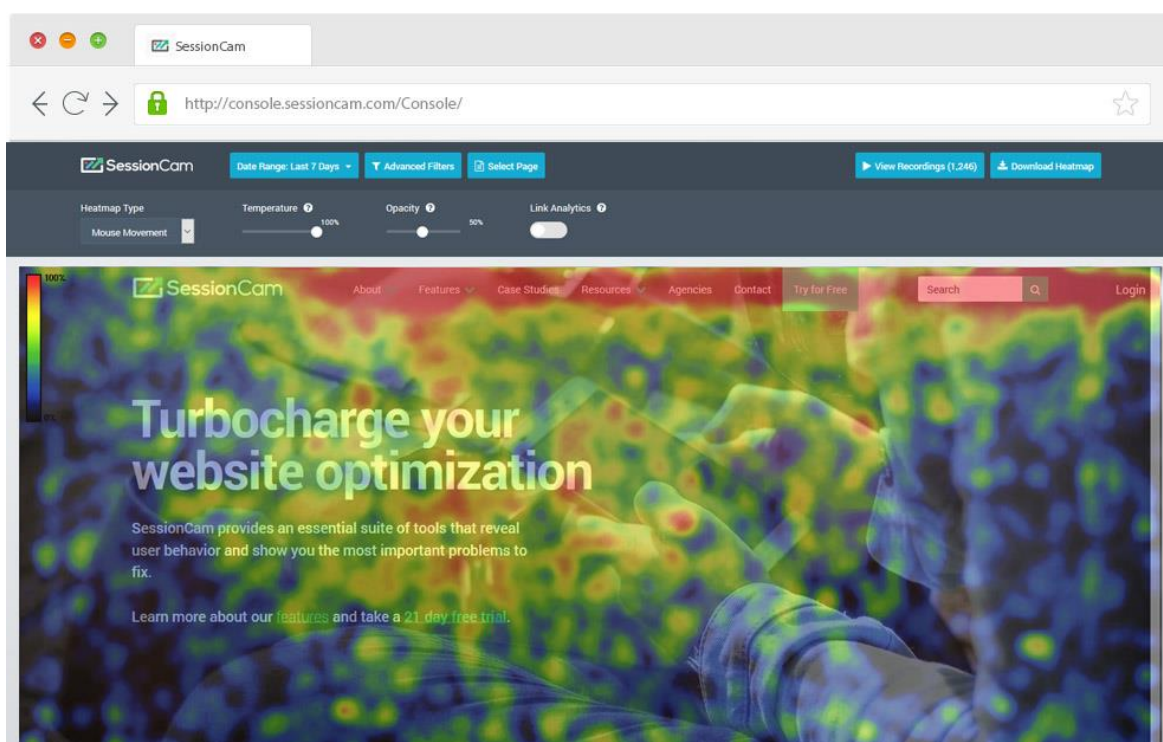 SessionCam
http://console.sessioncam.com/Console/
SessionCam Date Range: Last 7 Days Advanced Filters Select Page View Recordings (1,246) Download Heatmap
Heatmap Type Temperature Opacity Link Analytics
Mouse Movement 100% 50%
100%
SessionCam About Features Case Studies Resources Agencies Contact Try for Free Search Login
0%
Turbocharge your
website optimization
SessionCam provides an essential suite of tools that reveal
user behavior and show you the most important problems to
fix.
Learn more about our features and take a 21 day free trial.